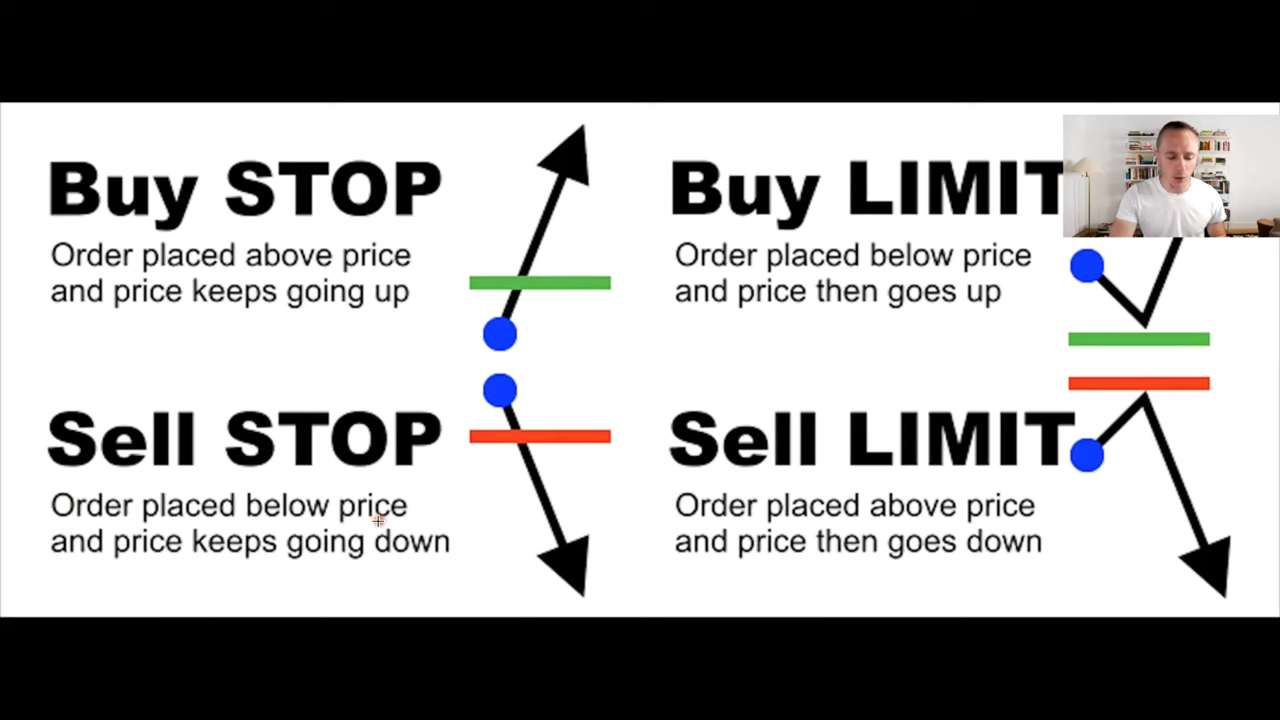 Buy STOP
Order placed above price
and price keeps going up
Buy LIMIT
Order placed below price
and price then goes up
Sell STOP
Order placed below price
and price keeps going down
Sell LIMIT
Order placed above price
and price then goes down